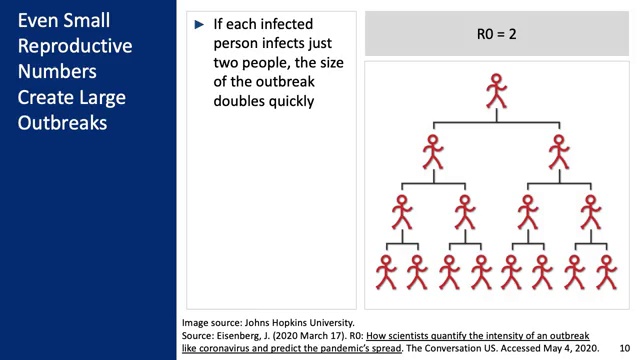 Even Small
Reproductive
Numbers
Create Large
Outbreaks
► If each infected
person infects just
two people, the size
of the outbreak
doubles quickly
R0 = 2
Image source: Johns Hopkins University.
Source: Eisenberg, J. (2020 March 17). R0: How scientists quantify the intensity of an outbreak
like coronavirus and predict the pandemic's spread. The Conversation US. Accessed May 4, 2020.
10